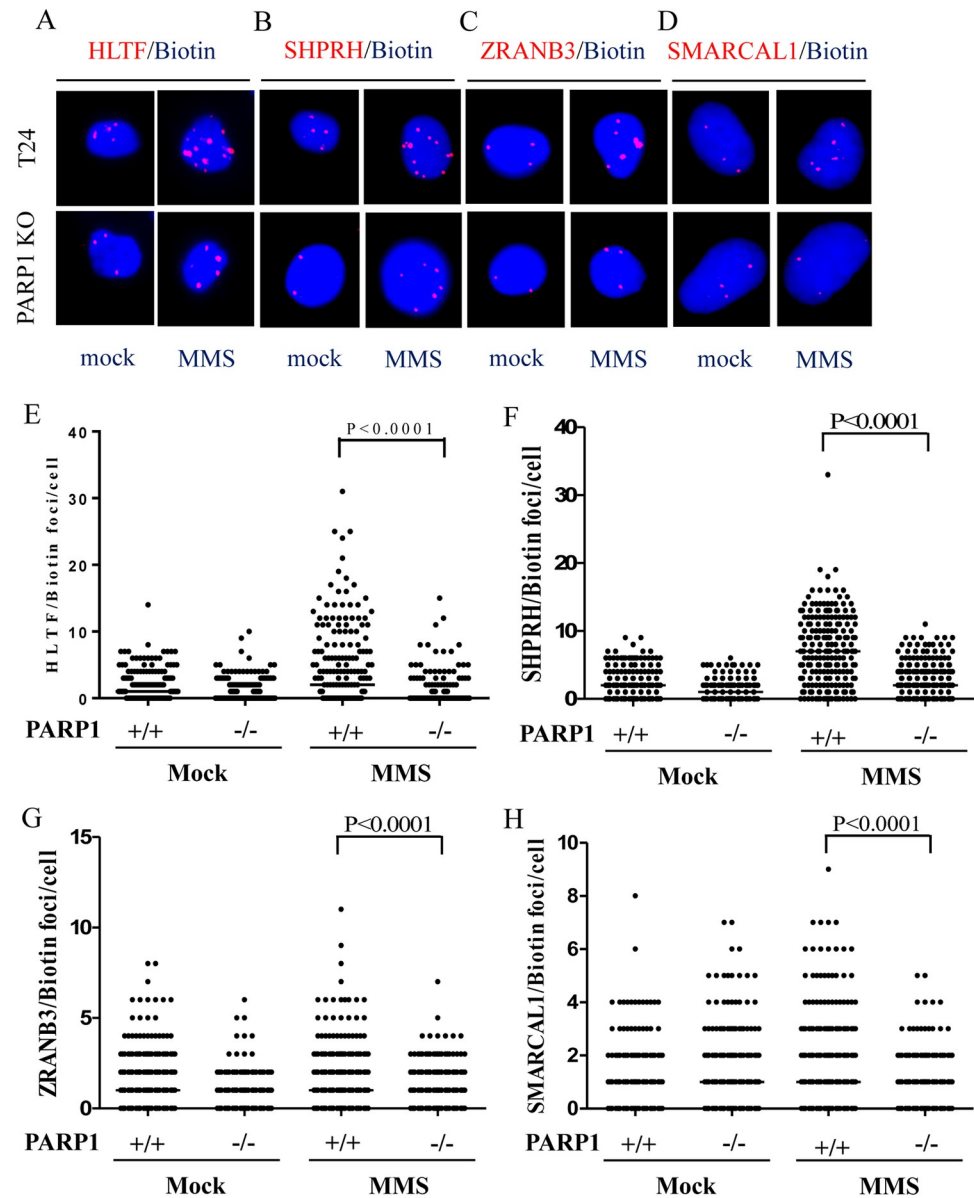 A B C D
HLTF/Biotin SHPRH/Biotin ZRANB3/Biotin SMARCAL1/Biotin
T24
PARP1 KO
mock MMS mock MMS mock MMS mock MMS
E
HLTF/Biotin foci/cell
40
30
20
10
0
P<0.0001
PARP1 +/+ -/- +/+ -/-
Mock MMS
F
SHPRH/Biotin foci/cell
40
30
20
10
0
P<0.0001
PARP1 +/+ -/- +/+ -/-
Mock MMS
G
ZRANB3/Biotin foci/cell
15
10
5
0
P<0.0001
PARP1 +/+ -/- +/+ -/-
Mock MMS
H
SMARCAL1/Biotin foci/cell
10
8
6
4
2
0
P<0.0001
PARP1 +/+ -/- +/+ -/-
Mock MMS